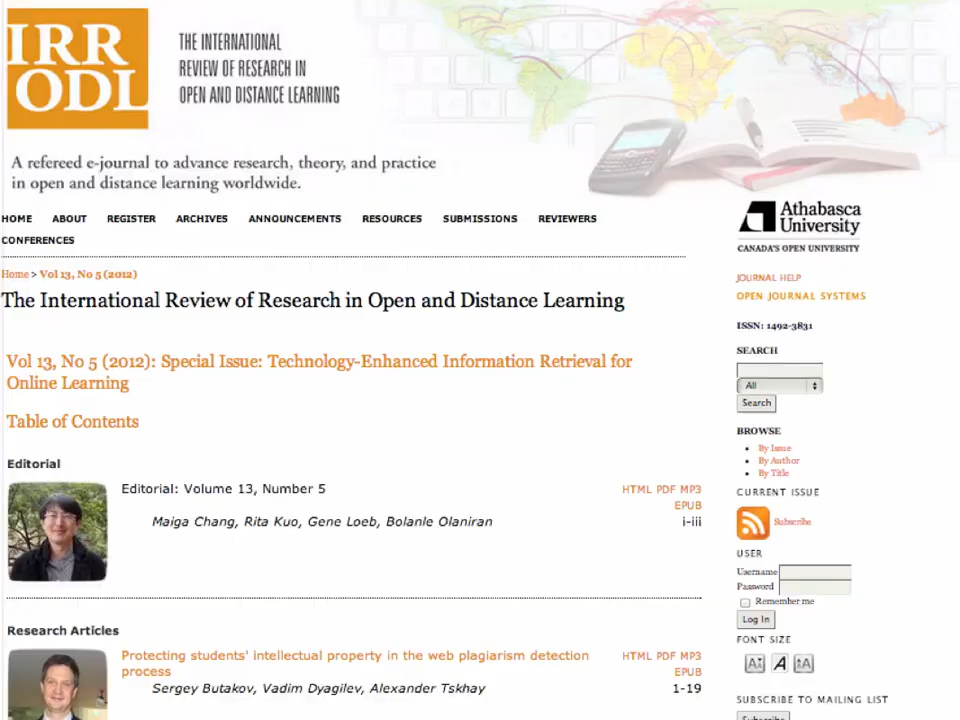 IRR
ODL
THE INTERNATIONAL
REVIEW OF RESEARCH IN
OPEN AND DISTANCE LEARNING
A refereed e-journal to advance research, theory, and practice
in open and distance learning worldwide.
HOME ABOUT REGISTER ARCHIVES ANNOUNCEMENTS RESOURCES SUBMISSIONS REVIEWERS
CONFERENCES
Home > Vol 13, No 5 (2012)
The International Review of Research in Open and Distance Learning
Vol 13, No 5 (2012): Special Issue: Technology-Enhanced Information Retrieval for
Online Learning
Table of Contents
Editorial
Editorial: Volume 13, Number 5 HTML PDF MP3
EPUB
Maiga Chang, Rita Kuo, Gene Loeb, Bolanle Olaniran i-iii
Research Articles
Protecting students' intellectual property in the web plagiarism detection HTML PDF MP3
process EPUB
Sergey Butakov, Vadim Dyagilev, Alexander Tskhay 1-19
Athabasca
University
CANADA'S OPEN UNIVERSITY
JOURNAL HELP
OPEN JOURNAL SYSTEMS
ISSN: 1492-3831
SEARCH
All
Search
BROWSE
By Issue
By Author
By Title
CURRENT ISSUE
Subscribe
USER
Username
Password
Remember me
Log In
FONT SIZE
A A A
SUBSCRIBE TO MAILING LIST
Subscribe